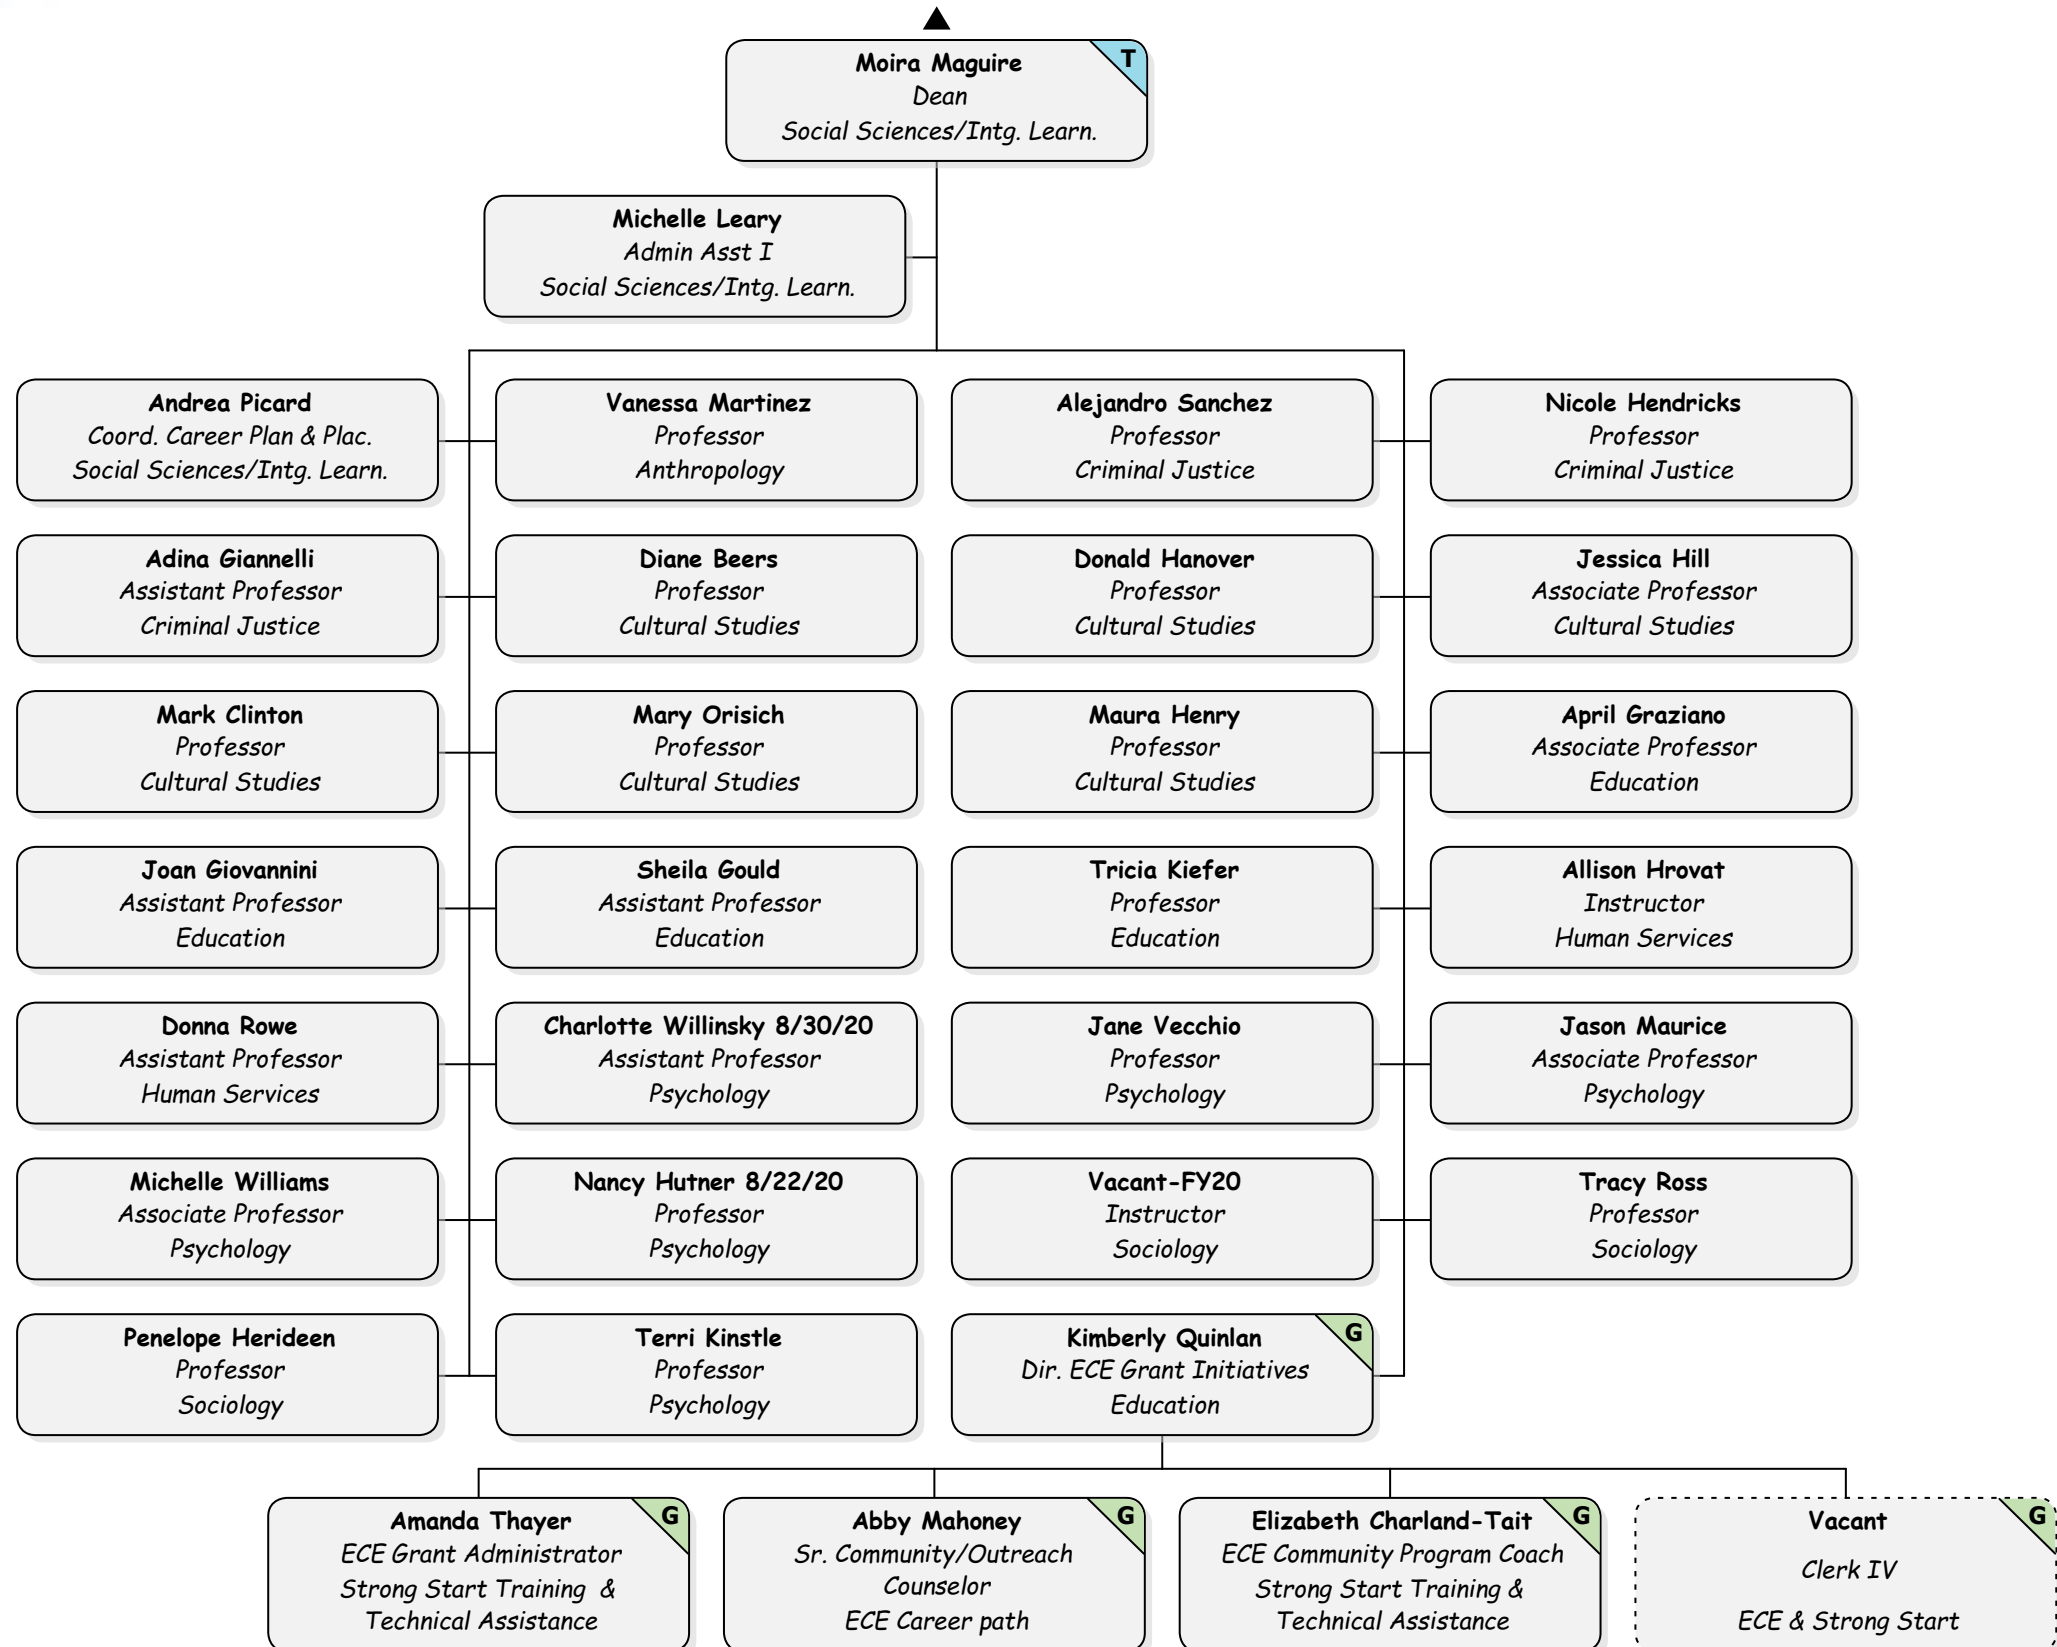 T
Moira Maguire
Dean
Social Sciences/Intg. Learn.
Michelle Leary
Admin Asst I
Social Sciences/Intg. Learn.
Andrea Picard
Coord. Career Plan & Plac.
Social Sciences/Intg. Learn.
Vanessa Martinez
Professor
Anthropology
Alejandro Sanchez
Professor
Criminal Justice
Nicole Hendricks
Professor
Criminal Justice
Adina Giannelli
Assistant Professor
Criminal Justice
Diane Beers
Professor
Cultural Studies
Donald Hanover
Professor
Cultural Studies
Jessica Hill
Associate Professor
Cultural Studies
Mark Clinton
Professor
Cultural Studies
Mary Orisich
Professor
Cultural Studies
Maura Henry
Professor
Cultural Studies
April Graziano
Associate Professor
Education
Joan Giovannini
Assistant Professor
Education
Sheila Gould
Assistant Professor
Education
Tricia Kiefer
Professor
Education
Allison Hrovat
Instructor
Human Services
Donna Rowe
Assistant Professor
Human Services
Charlotte Willinsky 8/30/20
Assistant Professor
Psychology
Jane Vecchio
Professor
Psychology
Jason Maurice
Associate Professor
Psychology
Michelle Williams
Associate Professor
Psychology
Nancy Hutner 8/22/20
Professor
Psychology
Vacant-FY20
Instructor
Sociology
Tracy Ross
Professor
Sociology
Penelope Herideen
Professor
Sociology
Terri Kinstle
Professor
Psychology
G
Kimberly Quinlan
Dir. ECE Grant Initiatives
Education
G
Amanda Thayer
ECE Grant Administrator
Strong Start Training &
Technical Assistance
G
Abby Mahoney
Sr. Community/Outreach
Counselor
ECE Career path
G
Elizabeth Charland-Tait
ECE Community Program Coach
Strong Start Training &
Technical Assistance
G
Vacant
Clerk IV
ECE & Strong Start